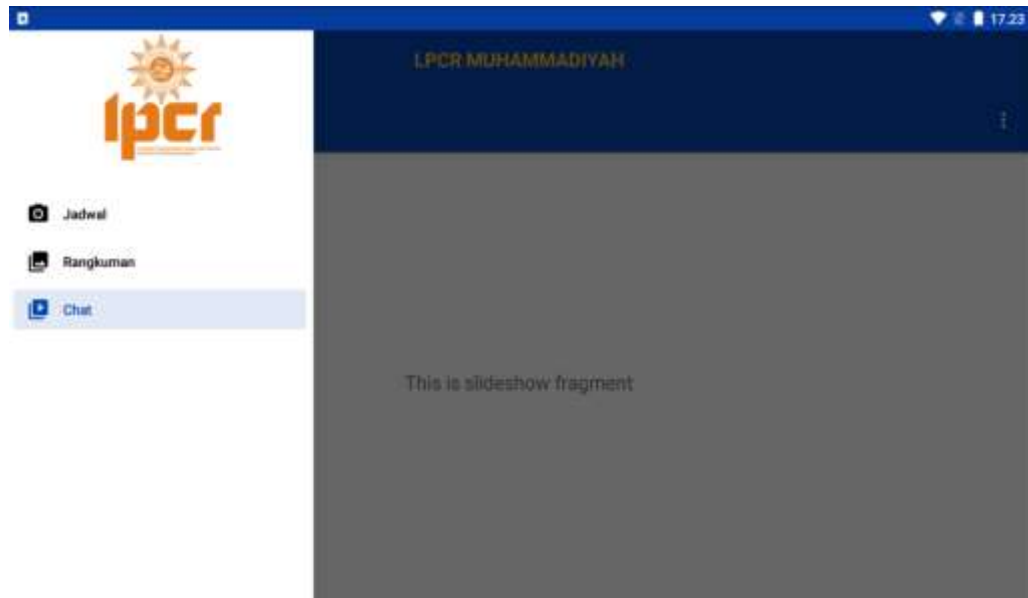 17.23
LPCR MUHAMMADIYAH
lpcr
Jadwal
Rangkuman
Chat
This is slideshow fragment